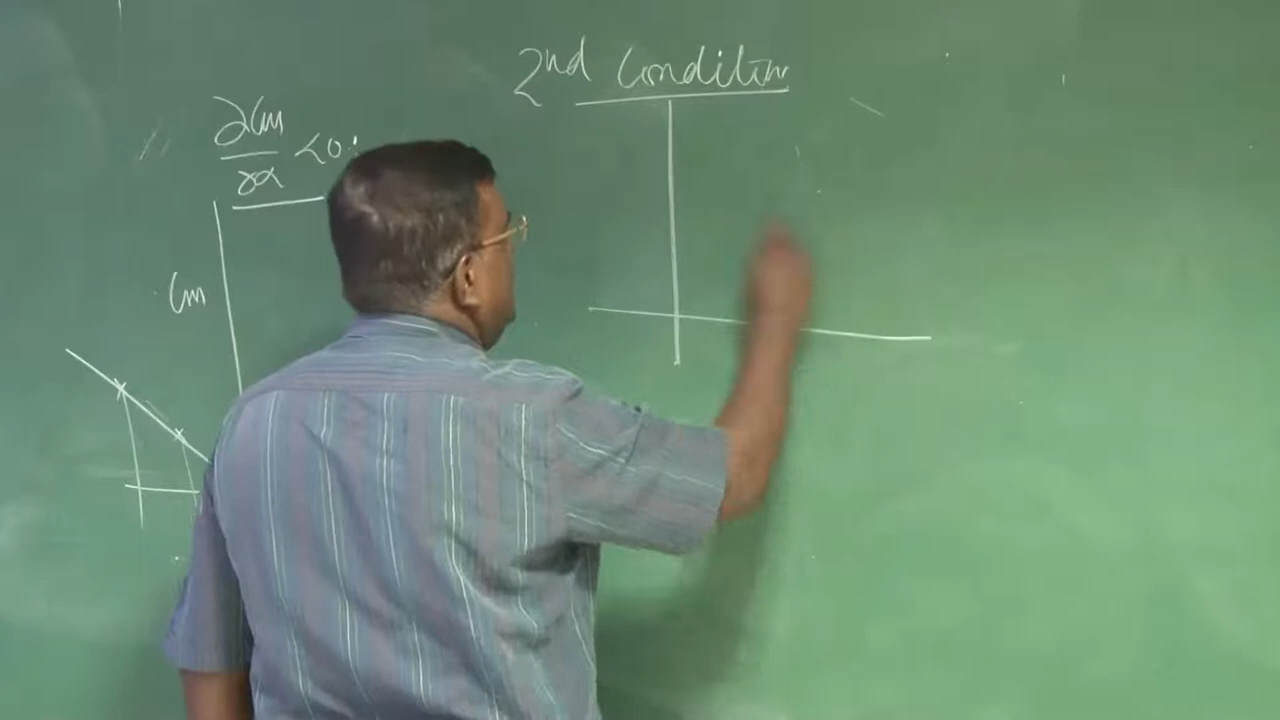 2nd Condition
∂Cm
∂α
<0
Cm